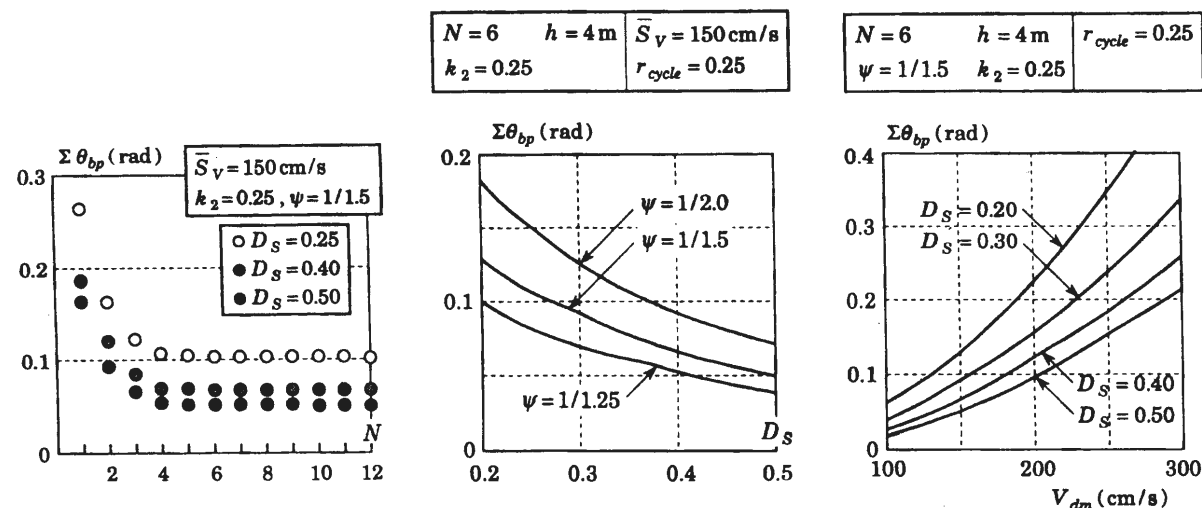 Σ θbp (rad)
S̄V = 150 cm/s
k2 = 0.25 , ψ = 1/1.5
○ DS = 0.25
● DS = 0.40
● DS = 0.50
0.3
0.2
0.1
0
2 4 6 8 10 12
N
N = 6 h = 4 m
k2 = 0.25
S̄V = 150 cm/s
rcycle = 0.25
Σθbp (rad)
0.2
0.1
0
ψ = 1/2.0
ψ = 1/1.5
ψ = 1/1.25
DS
0.2 0.3 0.4 0.5
N = 6 h = 4 m
ψ = 1/1.5 k2 = 0.25
rcycle = 0.25
Σθbp (rad)
0.4
0.3
0.2
0.1
0
DS = 0.20
DS = 0.30
DS = 0.40
DS = 0.50
100 200 300
Vdm (cm/s)